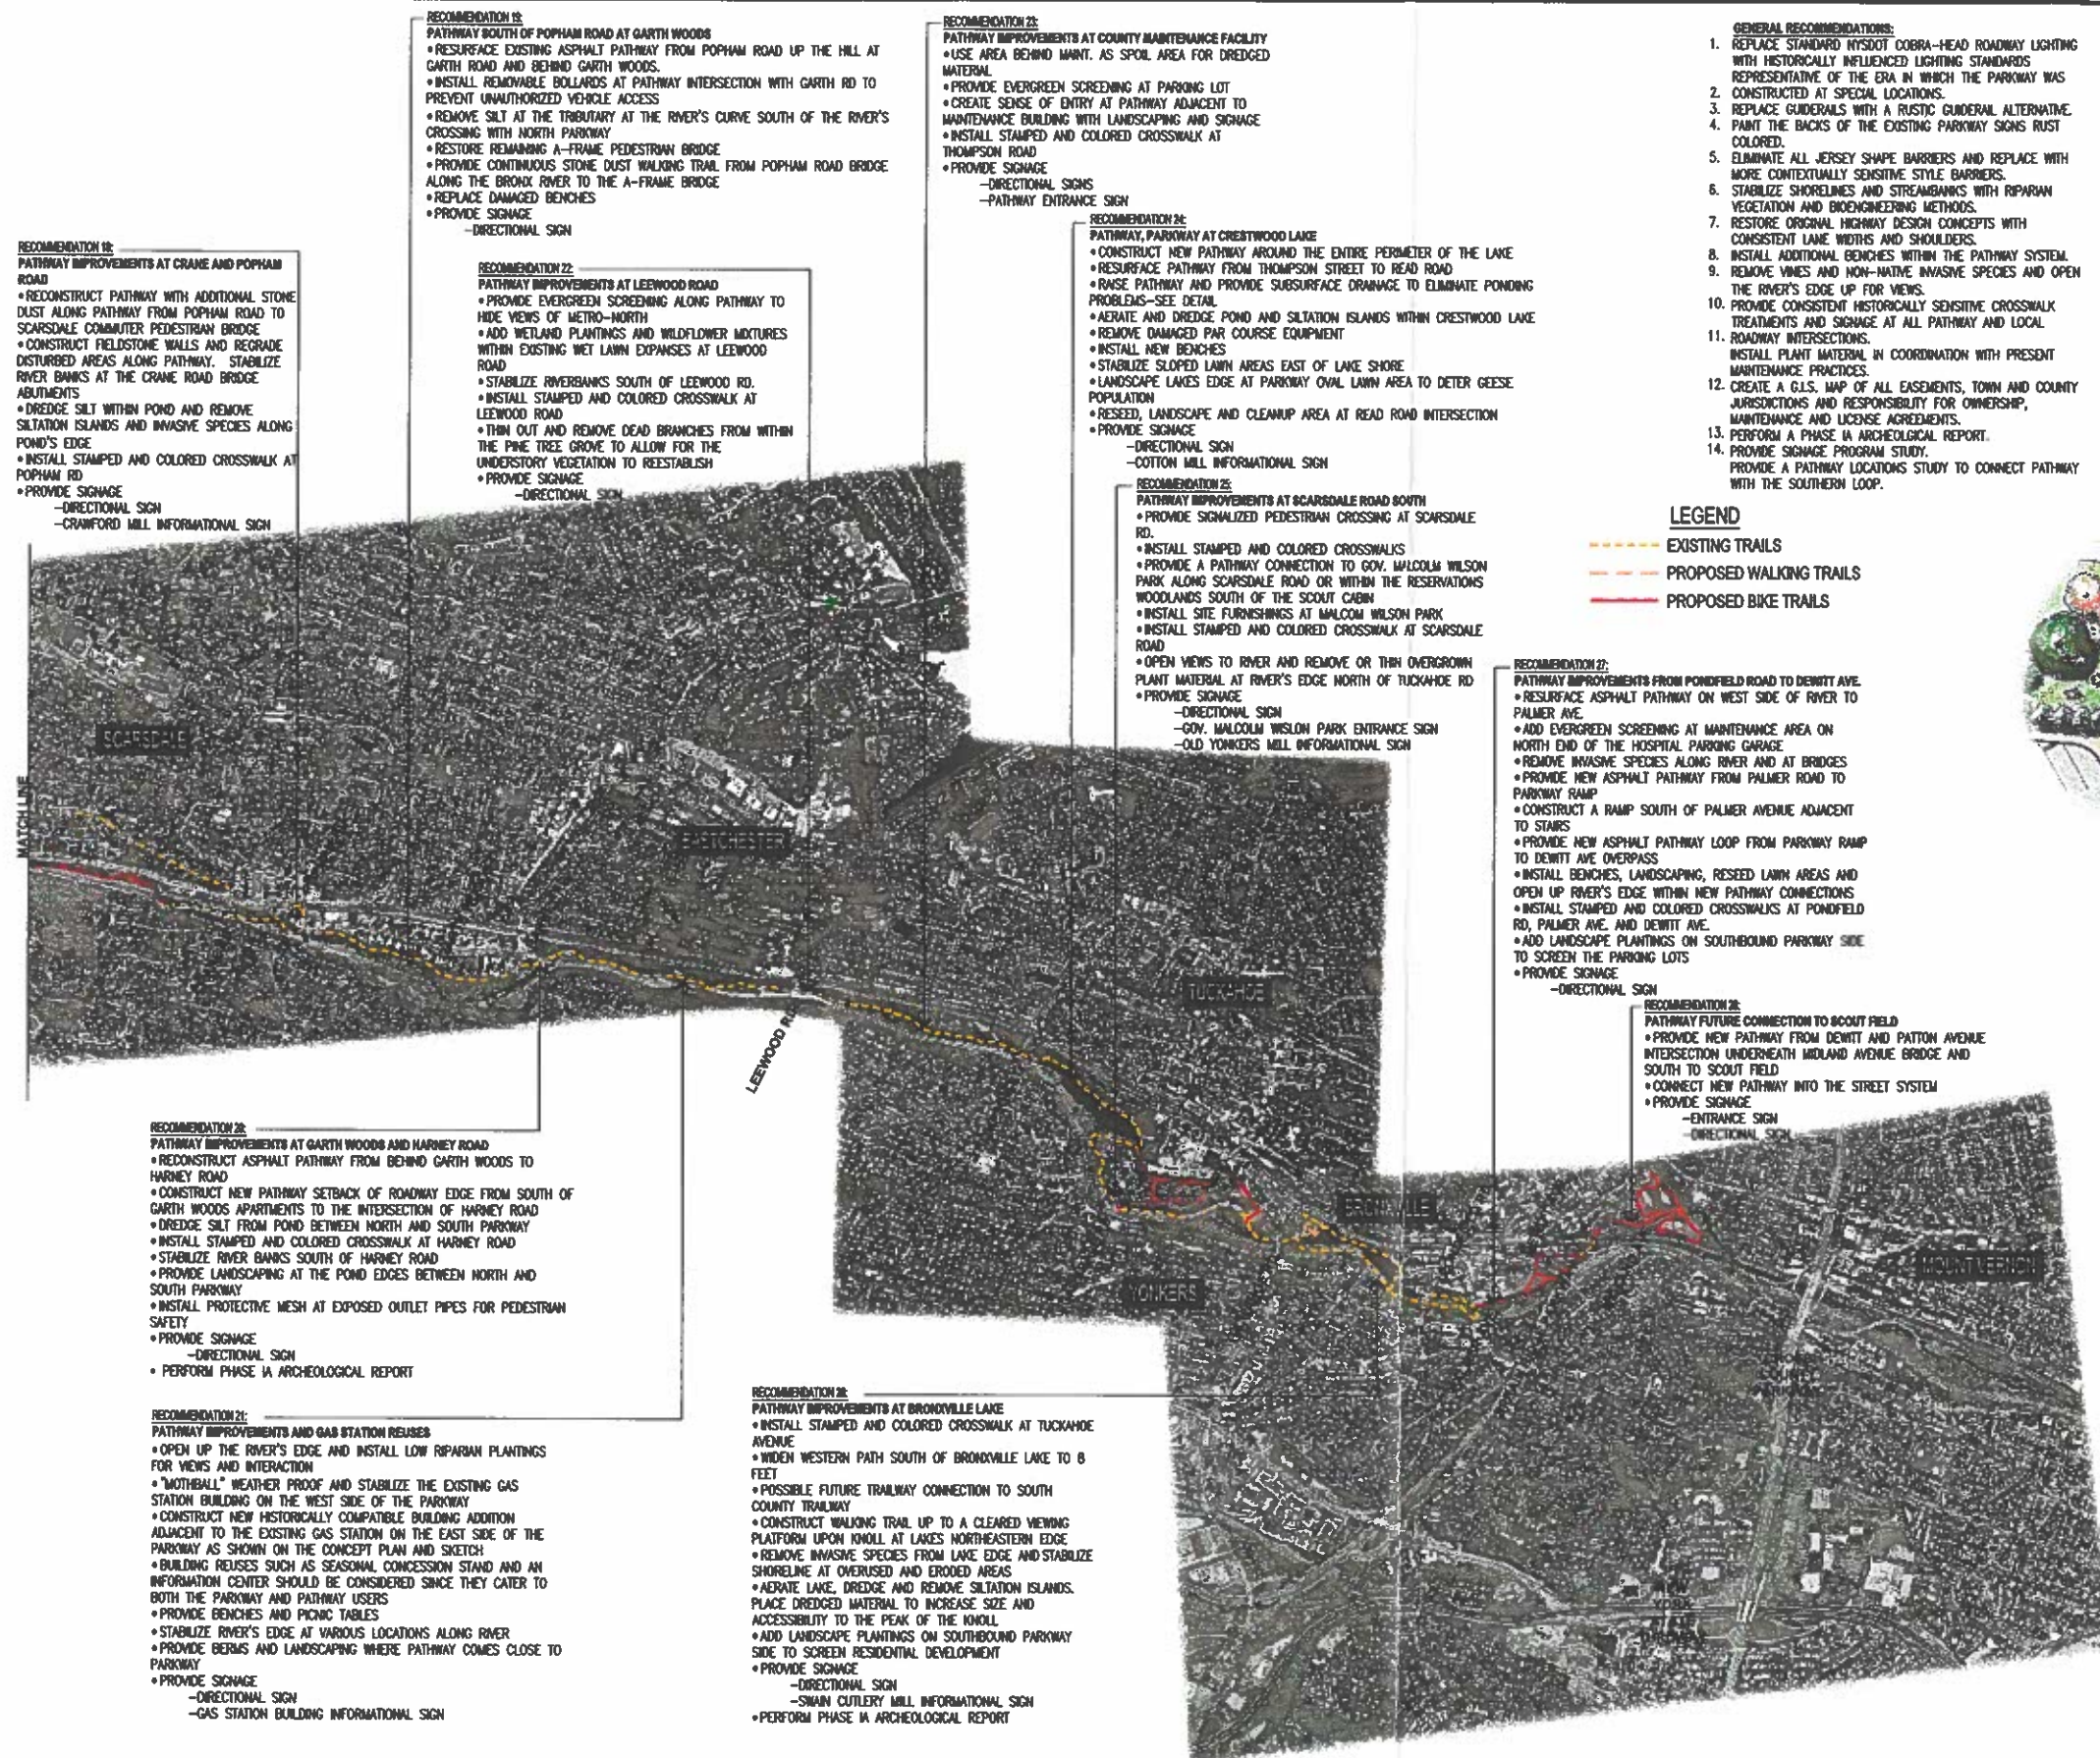 RECOMMENDATION 18:
PATHWAY IMPROVEMENTS AT CRANE AND POPHAM
ROAD
• RECONSTRUCT PATHWAY WITH ADDITIONAL STONE
DUST ALONG PATHWAY FROM POPHAM ROAD TO
SCARSDALE COMMUTER PEDESTRIAN BRIDGE
• CONSTRUCT FIELDSTONE WALLS AND REGRADE
DISTURBED AREAS ALONG PATHWAY. STABILIZE
RIVER BANKS AT THE CRANE ROAD BRIDGE
ABUTMENTS
• DREDGE SILT WITHIN POND AND REMOVE
SILTATION ISLANDS AND INVASIVE SPECIES ALONG
POND'S EDGE
• INSTALL STAMPED AND COLORED CROSSWALK AT
POPHAM RD
• PROVIDE SIGNAGE
-DIRECTIONAL SIGN
-CRAWFORD MILL INFORMATIONAL SIGN
RECOMMENDATION 19:
PATHWAY SOUTH OF POPHAM ROAD AT GARTH WOODS
• RESURFACE EXISTING ASPHALT PATHWAY FROM POPHAM ROAD UP THE HILL AT
GARTH ROAD AND BEHIND GARTH WOODS.
• INSTALL REMOVABLE BOLLARDS AT PATHWAY INTERSECTION WITH GARTH RD TO
PREVENT UNAUTHORIZED VEHICLE ACCESS
• REMOVE SILT AT THE TRIBUTARY AT THE RIVER'S CURVE SOUTH OF THE RIVER'S
CROSSING WITH NORTH PARKWAY
• RESTORE REMAINING A-FRAME PEDESTRIAN BRIDGE
• PROVIDE CONTINUOUS STONE DUST WALKING TRAIL FROM POPHAM ROAD BRIDGE
ALONG THE BRONX RIVER TO THE A-FRAME BRIDGE
• REPLACE DAMAGED BENCHES
• PROVIDE SIGNAGE
-DIRECTIONAL SIGN
RECOMMENDATION 22:
PATHWAY IMPROVEMENTS AT LEEWOOD ROAD
• PROVIDE EVERGREEN SCREENING ALONG PATHWAY TO
HIDE VIEWS OF METRO-NORTH
• ADD WETLAND PLANTINGS AND WILDFLOWER MIXTURES
WITHIN EXISTING WET LAWN EXPANSES AT LEEWOOD
ROAD
• STABILIZE RIVERBANKS SOUTH OF LEEWOOD RD.
• INSTALL STAMPED AND COLORED CROSSWALK AT
LEEWOOD ROAD
• THIN OUT AND REMOVE DEAD BRANCHES FROM WITHIN
THE PINE TREE GROVE TO ALLOW FOR THE
UNDERSTORY VEGETATION TO REESTABLISH
• PROVIDE SIGNAGE
-DIRECTIONAL SIGN
RECOMMENDATION 23:
PATHWAY IMPROVEMENTS AT COUNTY MAINTENANCE FACILITY
• USE AREA BEHIND MAINT. AS SPOIL AREA FOR DREDGED
MATERIAL
• PROVIDE EVERGREEN SCREENING AT PARKING LOT
• CREATE SENSE OF ENTRY AT PATHWAY ADJACENT TO
MAINTENANCE BUILDING WITH LANDSCAPING AND SIGNAGE
• INSTALL STAMPED AND COLORED CROSSWALK AT
THOMPSON ROAD
• PROVIDE SIGNAGE
-DIRECTIONAL SIGNS
-PATHWAY ENTRANCE SIGN
RECOMMENDATION 24:
PATHWAY, PARKWAY AT CRESTWOOD LAKE
• CONSTRUCT NEW PATHWAY AROUND THE ENTIRE PERIMETER OF THE LAKE
• RESURFACE PATHWAY FROM THOMPSON STREET TO READ ROAD
• RAISE PATHWAY AND PROVIDE SUBSURFACE DRAINAGE TO ELIMINATE PONDING
PROBLEMS-SEE DETAIL
• AERATE AND DREDGE POND AND SILTATION ISLANDS WITHIN CRESTWOOD LAKE
• REMOVE DAMAGED PAR COURSE EQUIPMENT
• INSTALL NEW BENCHES
• STABILIZE SLOPED LAWN AREAS EAST OF LAKE SHORE
• LANDSCAPE LAKES EDGE AT PARKWAY OVAL LAWN AREA TO DETER GEESE
POPULATION
• RESEED, LANDSCAPE AND CLEANUP AREA AT READ ROAD INTERSECTION
• PROVIDE SIGNAGE
-DIRECTIONAL SIGN
-COTTON MILL INFORMATIONAL SIGN
RECOMMENDATION 25:
PATHWAY IMPROVEMENTS AT SCARSDALE ROAD SOUTH
• PROVIDE SIGNALIZED PEDESTRIAN CROSSING AT SCARSDALE
RD.
• INSTALL STAMPED AND COLORED CROSSWALKS
• PROVIDE A PATHWAY CONNECTION TO GOV. MALCOLM WILSON
PARK ALONG SCARSDALE ROAD OR WITHIN THE RESERVATIONS
WOODLANDS SOUTH OF THE SCOUT CABIN
• INSTALL SITE FURNISHINGS AT MALCOM WILSON PARK
• INSTALL STAMPED AND COLORED CROSSWALK AT SCARSDALE
ROAD
• OPEN VIEWS TO RIVER AND REMOVE OR THIN OVERGROWN
PLANT MATERIAL AT RIVER'S EDGE NORTH OF TUCKAHOE RD
• PROVIDE SIGNAGE
-DIRECTIONAL SIGN
-GOV. MALCOLM WISLON PARK ENTRANCE SIGN
-OLD YONKERS MILL INFORMATIONAL SIGN
GENERAL RECOMMENDATIONS:
1. REPLACE STANDARD NYSDOT COBRA-HEAD ROADWAY LIGHTING
WITH HISTORICALLY INFLUENCED LIGHTING STANDARDS
REPRESENTATIVE OF THE ERA IN WHICH THE PARKWAY WAS
2. CONSTRUCTED AT SPECIAL LOCATIONS.
3. REPLACE GUIDERAILS WITH A RUSTIC GUIDERAIL ALTERNATIVE.
4. PAINT THE BACKS OF THE EXISTING PARKWAY SIGNS RUST
COLORED.
5. ELIMINATE ALL JERSEY SHAPE BARRIERS AND REPLACE WITH
MORE CONTEXTUALLY SENSITIVE STYLE BARRIERS.
6. STABILIZE SHORELINES AND STREAMBANKS WITH RIPARIAN
VEGETATION AND BIOENGINEERING METHODS.
7. RESTORE ORIGINAL HIGHWAY DESIGN CONCEPTS WITH
CONSISTENT LANE WIDTHS AND SHOULDERS.
8. INSTALL ADDITIONAL BENCHES WITHIN THE PATHWAY SYSTEM.
9. REMOVE VINES AND NON-NATIVE INVASIVE SPECIES AND OPEN
THE RIVER'S EDGE UP FOR VIEWS.
10. PROVIDE CONSISTENT HISTORICALLY SENSITIVE CROSSWALK
TREATMENTS AND SIGNAGE AT ALL PATHWAY AND LOCAL
11. ROADWAY INTERSECTIONS.
INSTALL PLANT MATERIAL IN COORDINATION WITH PRESENT
MAINTENANCE PRACTICES.
12. CREATE A G.I.S. MAP OF ALL EASEMENTS, TOWN AND COUNTY
JURISDICTIONS AND RESPONSIBILITY FOR OWNERSHIP,
MAINTENANCE AND LICENSE AGREEMENTS.
13. PERFORM A PHASE IA ARCHEOLGICAL REPORT.
14. PROVIDE SIGNAGE PROGRAM STUDY.
PROVIDE A PATHWAY LOCATIONS STUDY TO CONNECT PATHWAY
WITH THE SOUTHERN LOOP.
LEGEND
EXISTING TRAILS
PROPOSED WALKING TRAILS
PROPOSED BIKE TRAILS
RECOMMENDATION 27:
PATHWAY IMPROVEMENTS FROM PONDFIELD ROAD TO DEWITT AVE.
• RESURFACE ASPHALT PATHWAY ON WEST SIDE OF RIVER TO
PALMER AVE.
• ADD EVERGREEN SCREENING AT MAINTENANCE AREA ON
NORTH END OF THE HOSPITAL PARKING GARAGE
• REMOVE INVASIVE SPECIES ALONG RIVER AND AT BRIDGES
• PROVIDE NEW ASPHALT PATHWAY FROM PALMER ROAD TO
PARKWAY RAMP
• CONSTRUCT A RAMP SOUTH OF PALMER AVENUE ADJACENT
TO STAIRS
• PROVIDE NEW ASPHALT PATHWAY LOOP FROM PARKWAY RAMP
TO DEWITT AVE OVERPASS
• INSTALL BENCHES, LANDSCAPING, RESEED LAWN AREAS AND
OPEN UP RIVER'S EDGE WITHIN NEW PATHWAY CONNECTIONS
• INSTALL STAMPED AND COLORED CROSSWALKS AT PONDFIELD
RD, PALMER AVE. AND DEWITT AVE.
• ADD LANDSCAPE PLANTINGS ON SOUTHBOUND PARKWAY SIDE
TO SCREEN THE PARKING LOTS
• PROVIDE SIGNAGE
-DIRECTIONAL SIGN
RECOMMENDATION 28:
PATHWAY FUTURE CONNECTION TO SCOUT FIELD
• PROVIDE NEW PATHWAY FROM DEWITT AND PATTON AVENUE
INTERSECTION UNDERNEATH MIDLAND AVENUE BRIDGE AND
SOUTH TO SCOUT FIELD
• CONNECT NEW PATHWAY INTO THE STREET SYSTEM
• PROVIDE SIGNAGE
-ENTRANCE SIGN
-DIRECTIONAL SIGN
MATCH LINE
SCARSDALE
EASTCHESTER
TUCKAHOE
LEEWOOD RD
YONKERS
BRONXVILLE
MOUNT VERNON
COUNTY
NEW
YORK
STATE
RECOMMENDATION 20:
PATHWAY IMPROVEMENTS AT GARTH WOODS AND HARNEY ROAD
• RECONSTRUCT ASPHALT PATHWAY FROM BEHIND GARTH WOODS TO
HARNEY ROAD
• CONSTRUCT NEW PATHWAY SETBACK OF ROADWAY EDGE FROM SOUTH OF
GARTH WOODS APARTMENTS TO THE INTERSECTION OF HARNEY ROAD
• DREDGE SILT FROM POND BETWEEN NORTH AND SOUTH PARKWAY
• INSTALL STAMPED AND COLORED CROSSWALK AT HARNEY ROAD
• STABILIZE RIVER BANKS SOUTH OF HARNEY ROAD
• PROVIDE LANDSCAPING AT THE POND EDGES BETWEEN NORTH AND
SOUTH PARKWAY
• INSTALL PROTECTIVE MESH AT EXPOSED OUTLET PIPES FOR PEDESTRIAN
SAFETY
• PROVIDE SIGNAGE
-DIRECTIONAL SIGN
• PERFORM PHASE IA ARCHEOLOGICAL REPORT
RECOMMENDATION 21:
PATHWAY IMPROVEMENTS AND GAS STATION REUSES
• OPEN UP THE RIVER'S EDGE AND INSTALL LOW RIPARIAN PLANTINGS
FOR VIEWS AND INTERACTION
• "MOTHBALL" WEATHER PROOF AND STABILIZE THE EXISTING GAS
STATION BUILDING ON THE WEST SIDE OF THE PARKWAY
• CONSTRUCT NEW HISTORICALLY COMPATIBLE BUILDING ADDITION
ADJACENT TO THE EXISTING GAS STATION ON THE EAST SIDE OF THE
PARKWAY AS SHOWN ON THE CONCEPT PLAN AND SKETCH
• BUILDING REUSES SUCH AS SEASONAL CONCESSION STAND AND AN
INFORMATION CENTER SHOULD BE CONSIDERED SINCE THEY CATER TO
BOTH THE PARKWAY AND PATHWAY USERS
• PROVIDE BENCHES AND PICNIC TABLES
• STABILIZE RIVER'S EDGE AT VARIOUS LOCATIONS ALONG RIVER
• PROVIDE BERMS AND LANDSCAPING WHERE PATHWAY COMES CLOSE TO
PARKWAY
• PROVIDE SIGNAGE
-DIRECTIONAL SIGN
-GAS STATION BUILDING INFORMATIONAL SIGN
RECOMMENDATION 26:
PATHWAY IMPROVEMENTS AT BRONXVILLE LAKE
• INSTALL STAMPED AND COLORED CROSSWALK AT TUCKAHOE
AVENUE
• WIDEN WESTERN PATH SOUTH OF BRONXVILLE LAKE TO 8
FEET
• POSSIBLE FUTURE TRAILWAY CONNECTION TO SOUTH
COUNTY TRAILWAY
• CONSTRUCT WALKING TRAIL UP TO A CLEARED VIEWING
PLATFORM UPON KNOLL AT LAKES NORTHEASTERN EDGE
• REMOVE INVASIVE SPECIES FROM LAKE EDGE AND STABILIZE
SHORELINE AT OVERUSED AND ERODED AREAS
• AERATE LAKE, DREDGE AND REMOVE SILTATION ISLANDS.
PLACE DREDGED MATERIAL TO INCREASE SIZE AND
ACCESSIBILITY TO THE PEAK OF THE KNOLL
• ADD LANDSCAPE PLANTINGS ON SOUTHBOUND PARKWAY
SIDE TO SCREEN RESIDENTIAL DEVELOPMENT
• PROVIDE SIGNAGE
-DIRECTIONAL SIGN
-SWAIN CUTLERY MILL INFORMATIONAL SIGN
• PERFORM PHASE IA ARCHEOLOGICAL REPORT